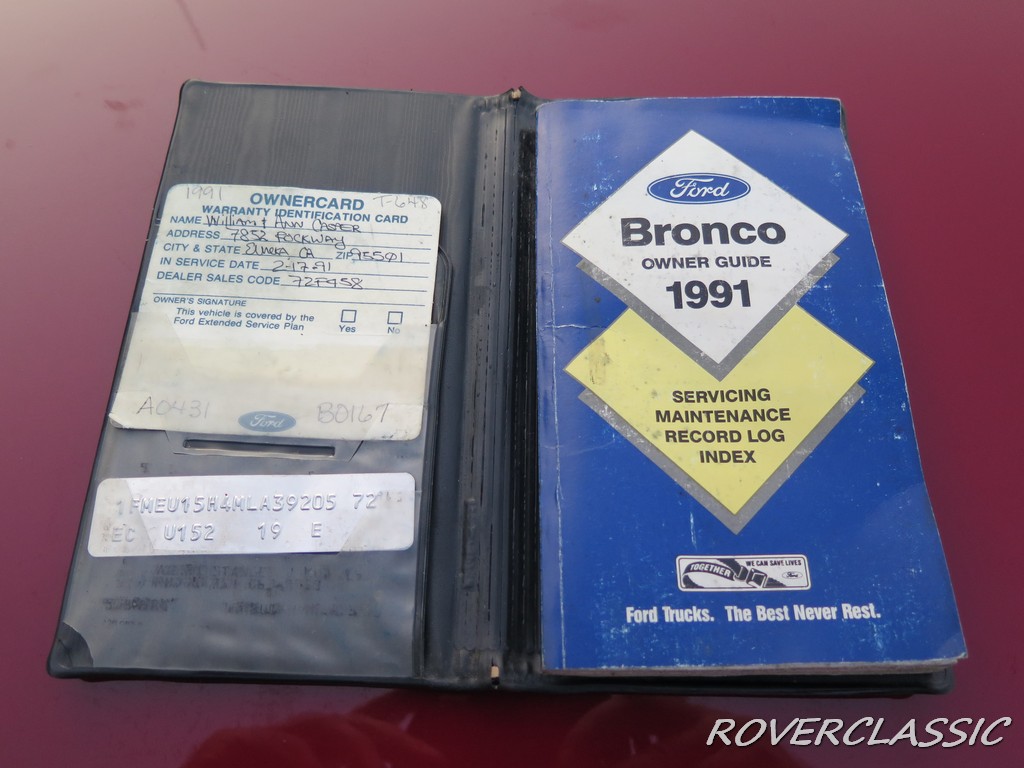 1991 T-648
OWNERCARD
WARRANTY IDENTIFICATION CARD
NAME William & Ann Casper
ADDRESS 7852
CITY & STATE Eureka CA ZIP 95501
IN SERVICE DATE 2-17-91
DEALER SALES CODE 72F458
OWNER'S SIGNATURE
This vehicle is covered by the
Ford Extended Service Plan
Yes No
A0431 B0167
Ford
1FMEU15H4MLA39205 72
EC U152 19 E
Ford
Bronco
OWNER GUIDE
1991
SERVICING
MAINTENANCE
RECORD LOG
INDEX
TOGETHER
WE CAN SAVE LIVES
Ford
Ford Trucks. The Best Never Rest.
ROVERCLASSIC